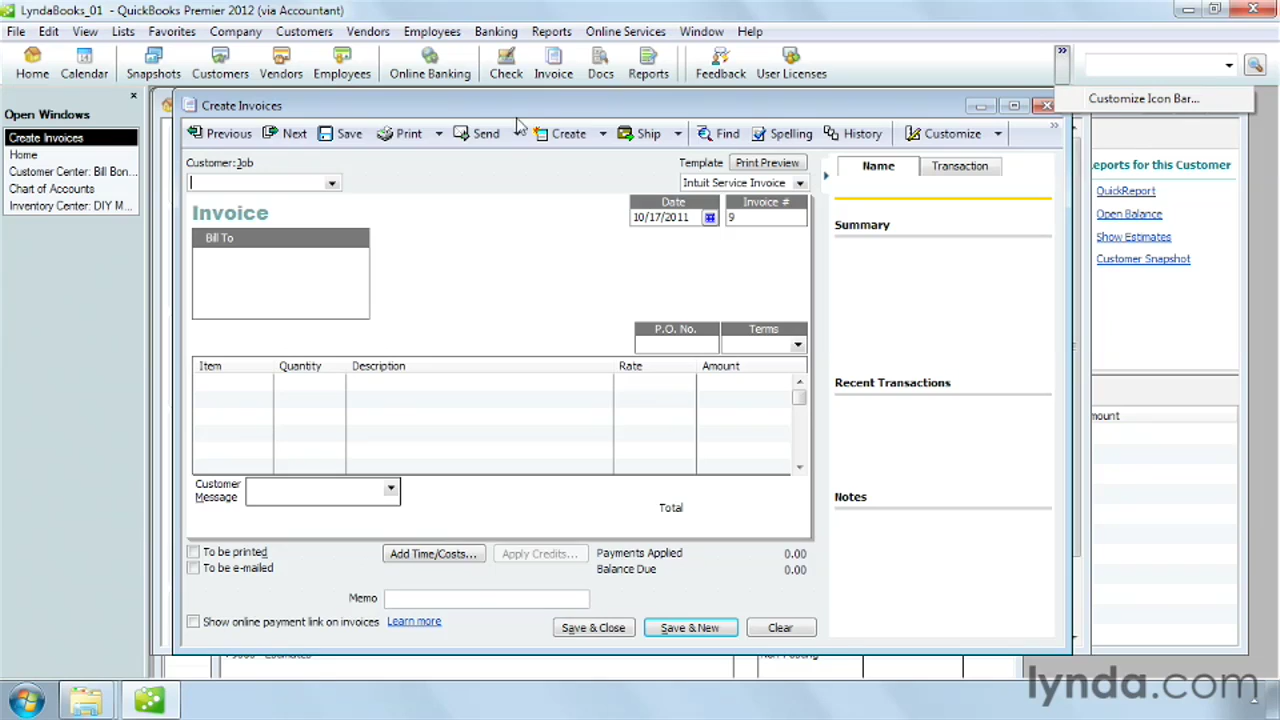 LyndaBooks_01 - QuickBooks Premier 2012 (via Accountant)
File Edit View Lists Favorites Company Customers Vendors Employees Banking Reports Online Services Window Help
Home Calendar Snapshots Customers Vendors Employees Online Banking Check Invoice Docs Reports Feedback User Licenses
Customize Icon Bar...
Open Windows
Create Invoices
Home
Customer Center: Bill Bon...
Chart of Accounts
Inventory Center: DIY M...
Create Invoices
Previous Next Save Print Send Create Ship Find Spelling History Customize
Customer:Job
Template Print Preview
Intuit Service Invoice
Invoice
Date Invoice #
10/17/2011 9
Bill To
P.O. No. Terms
Item Quantity Description Rate Amount
Customer
Message
Total
To be printed
To be e-mailed
Add Time/Costs... Apply Credits...
Payments Applied 0.00
Balance Due 0.00
Memo
Show online payment link on invoices Learn more
Save & Close Save & New Clear
Name Transaction
Summary
Recent Transactions
Notes
eports for this Customer
QuickReport
Open Balance
Show Estimates
Customer Snapshot
mount
lynda.com